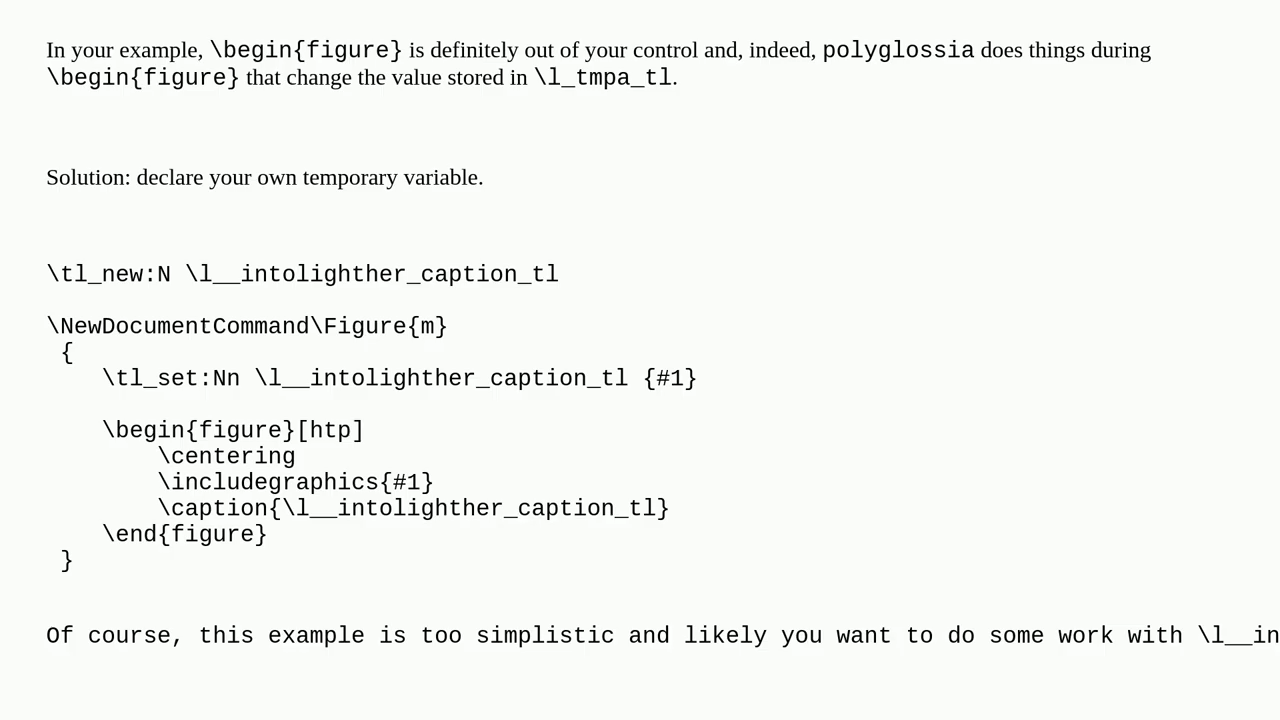 In your example, \begin{figure} is definitely out of your control and, indeed, polyglossia does things during
\begin{figure} that change the value stored in \l_tmpa_tl.
Solution: declare your own temporary variable.
\tl_new:N \l__intolighther_caption_tl
\NewDocumentCommand\Figure{m}
{
\tl_set:Nn \l__intolighther_caption_tl {#1}
\begin{figure}[htp]
\centering
\includegraphics{#1}
\caption{\l__intolighther_caption_tl}
\end{figure}
}
Of course, this example is too simplistic and likely you want to do some work with \l__in